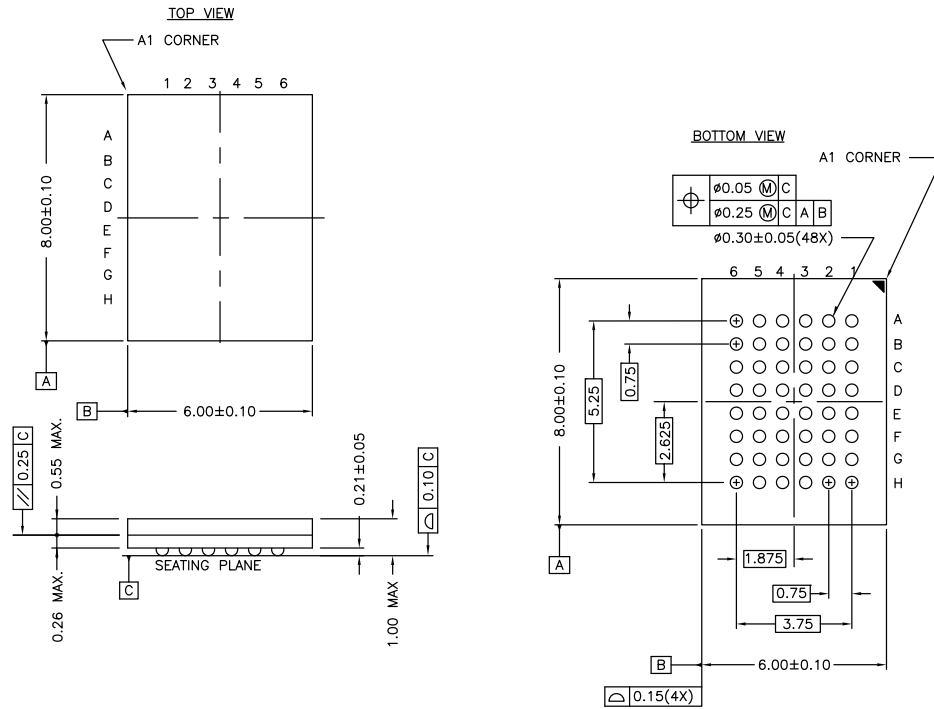 TOP VIEW
A1 CORNER
1 2 3 4 5 6
A
B
C
D
E
F
G
H
8.00±0.10
A
B
6.00±0.10
// 0.25 C
0.55 MAX.
0.26 MAX.
0.21±0.05
1.00 MAX
0.10 C
SEATING PLANE
C
BOTTOM VIEW
A1 CORNER
ø0.05 Ⓜ C
ø0.25 Ⓜ C A B
ø0.30±0.05(48X)
6 5 4 3 2 1
A
B
C
D
E
F
G
H
8.00±0.10
5.25
0.75
2.625
A
1.875
0.75
3.75
B
6.00±0.10
0.15(4X)